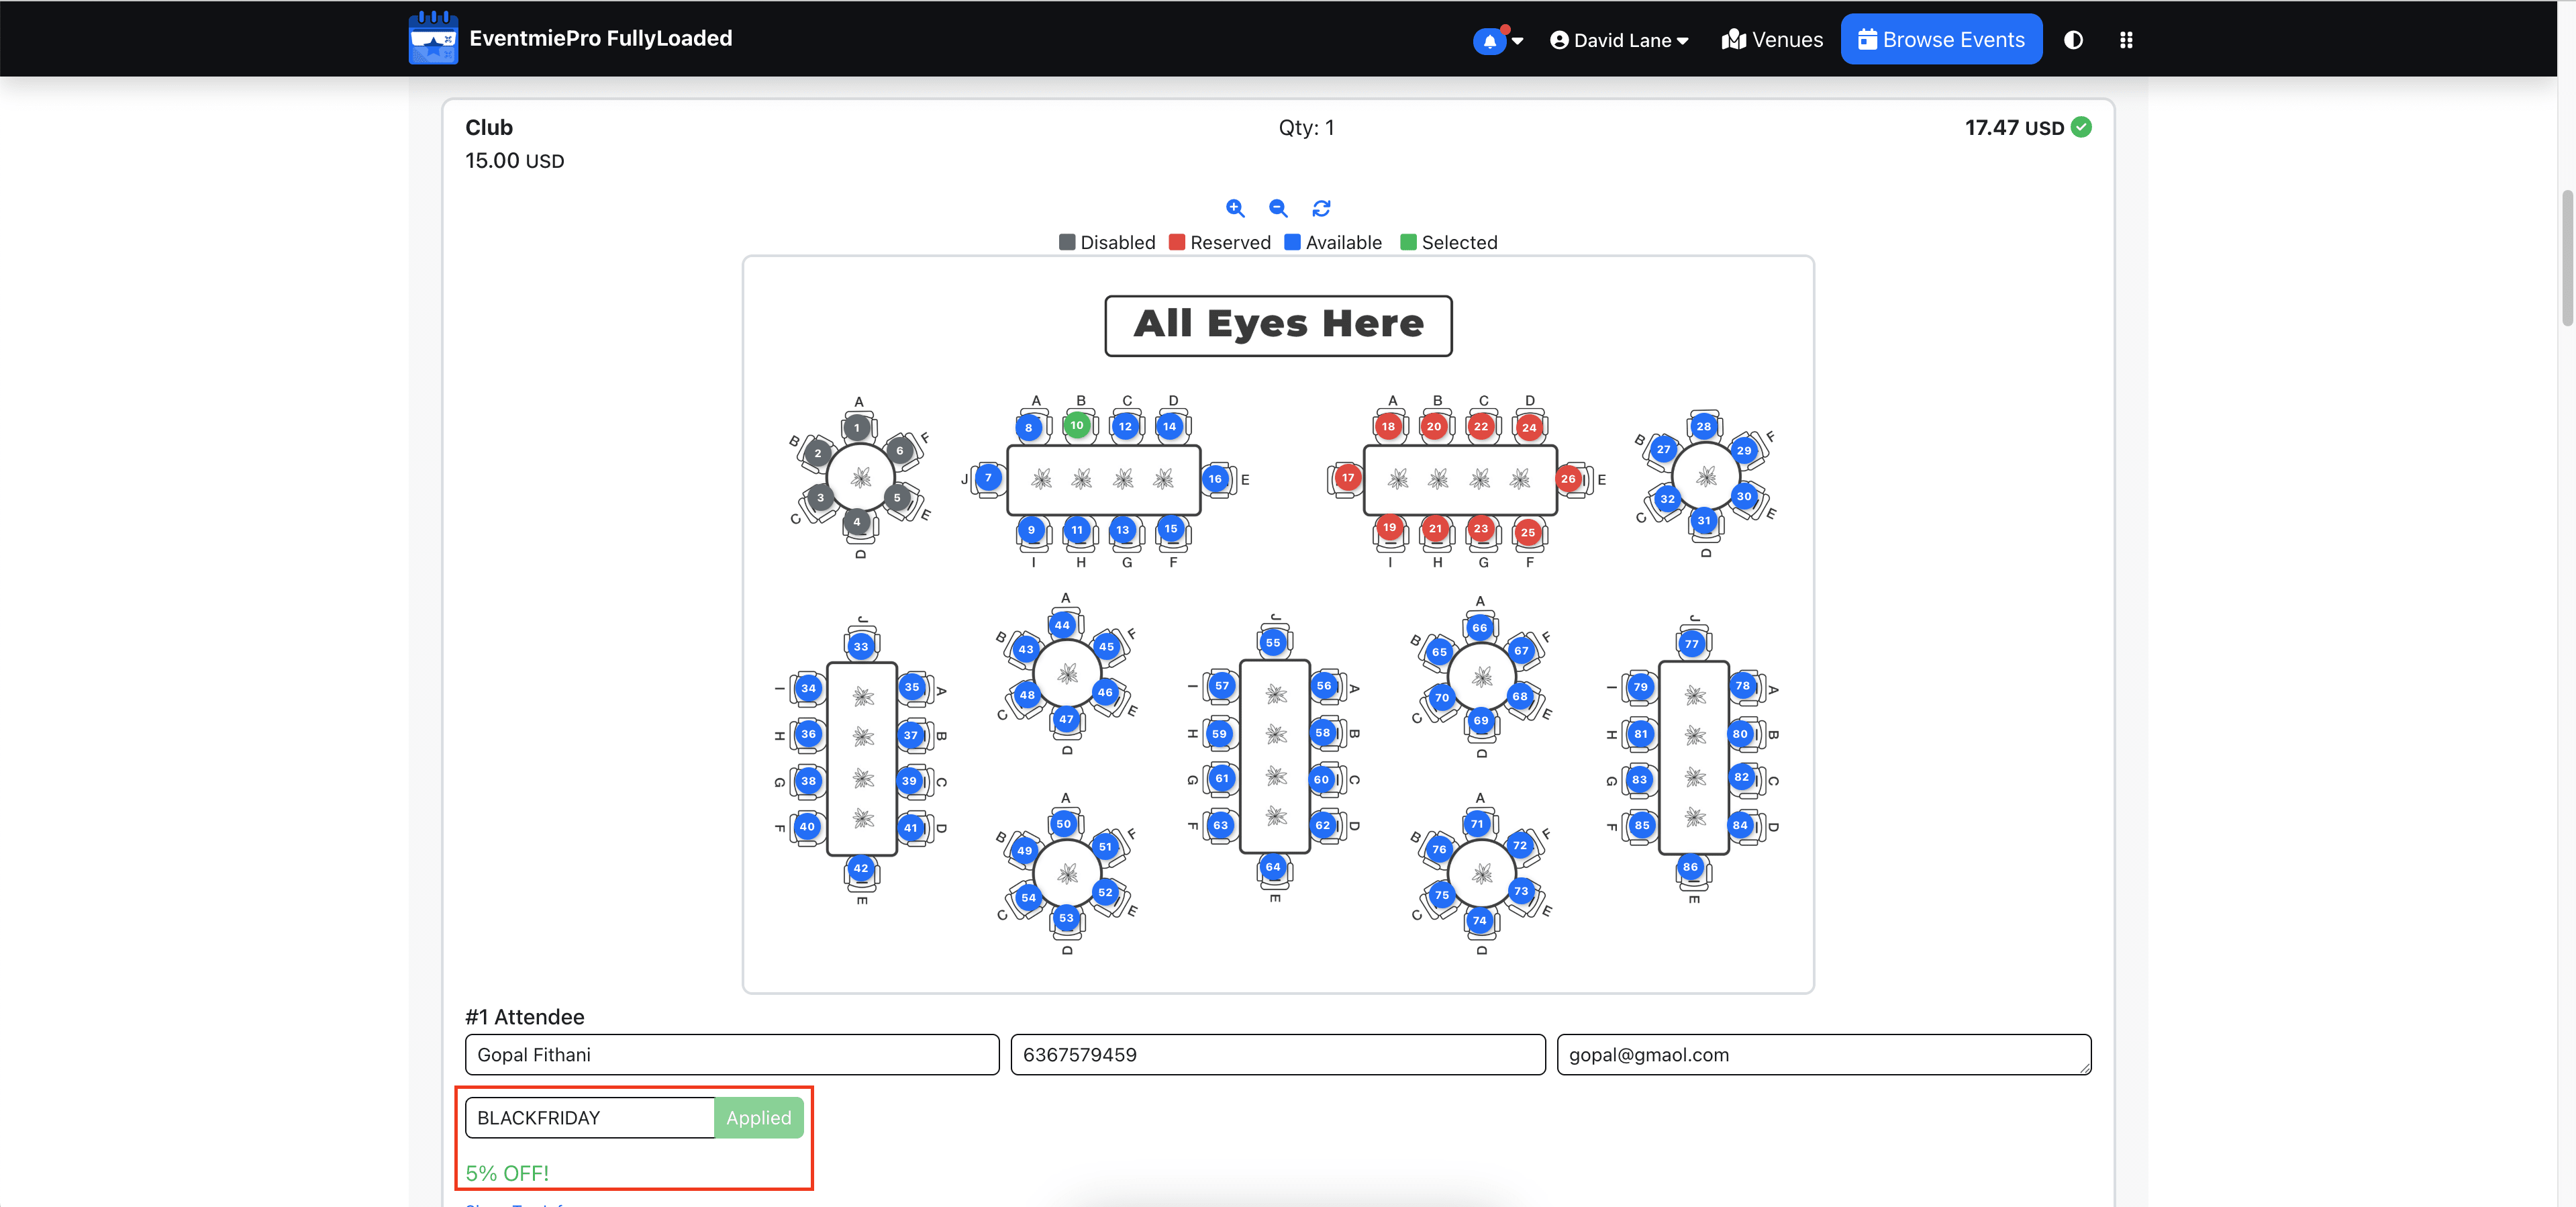 EventmiePro FullyLoaded
David Lane
Venues
Browse Events
Club
Qty: 1
17.47 USD
15.00 USD
Disabled
Reserved
Available
Selected
All Eyes Here
A
B 1 F
2 6
3 5
C 4 E
D
A B C D
8 10 12 14
J 7 16 E
9 11 13 15
I H G F
A B C D
18 20 22 24
17 26 E
19 21 23 25
I H G F
28
B 27 29 F
32 30
C 31 E
D
J
33
I 34 35 A
H 36 37 B
G 38 39 C
F 40 41 D
42
E
A
44
B 43 45 F
48 46
C 47 E
D
A
50
B 49 51 F
54 52
C 53 E
D
J
55
I 57 56 A
H 59 58 B
G 61 60 C
F 63 62 D
64
E
A
66
B 65 67 F
70 68
C 69 E
D
A
71
B 76 72 F
75 73
C 74 E
D
J
77
I 79 78 A
H 81 80 B
G 83 82 C
F 85 84 D
86
E
#1 Attendee
Gopal Fithani
6367579459
gopal@gmaol.com
BLACKFRIDAY
Applied
5% OFF!